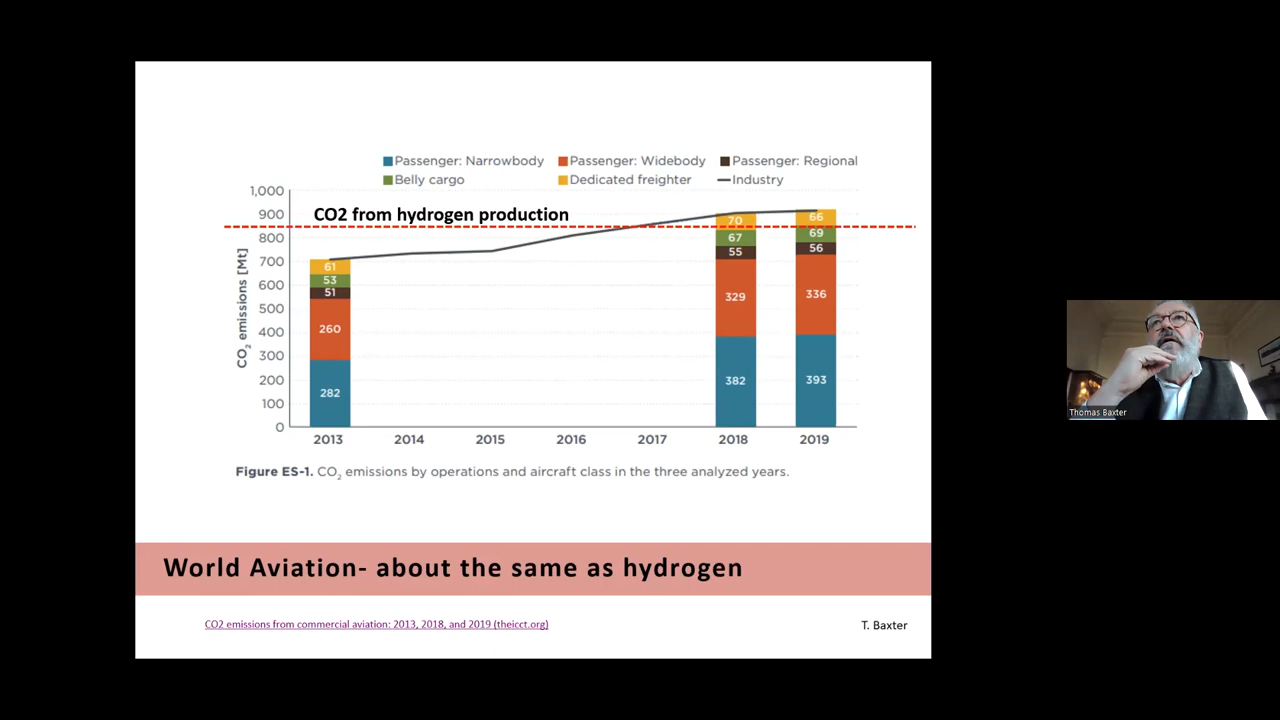 Passenger: Narrowbody Passenger: Widebody Passenger: Regional
Belly cargo Dedicated freighter Industry
1,000
900
800
700
600
500
400
300
200
100
0
CO2 emissions [Mt]
CO2 from hydrogen production
61
53
51
260
282
70
67
55
329
382
66
69
56
336
393
2013 2014 2015 2016 2017 2018 2019
Figure ES-1. CO2 emissions by operations and aircraft class in the three analyzed years.
World Aviation- about the same as hydrogen
CO2 emissions from commercial aviation: 2013, 2018, and 2019 (theicct.org)
T. Baxter
Thomas Baxter